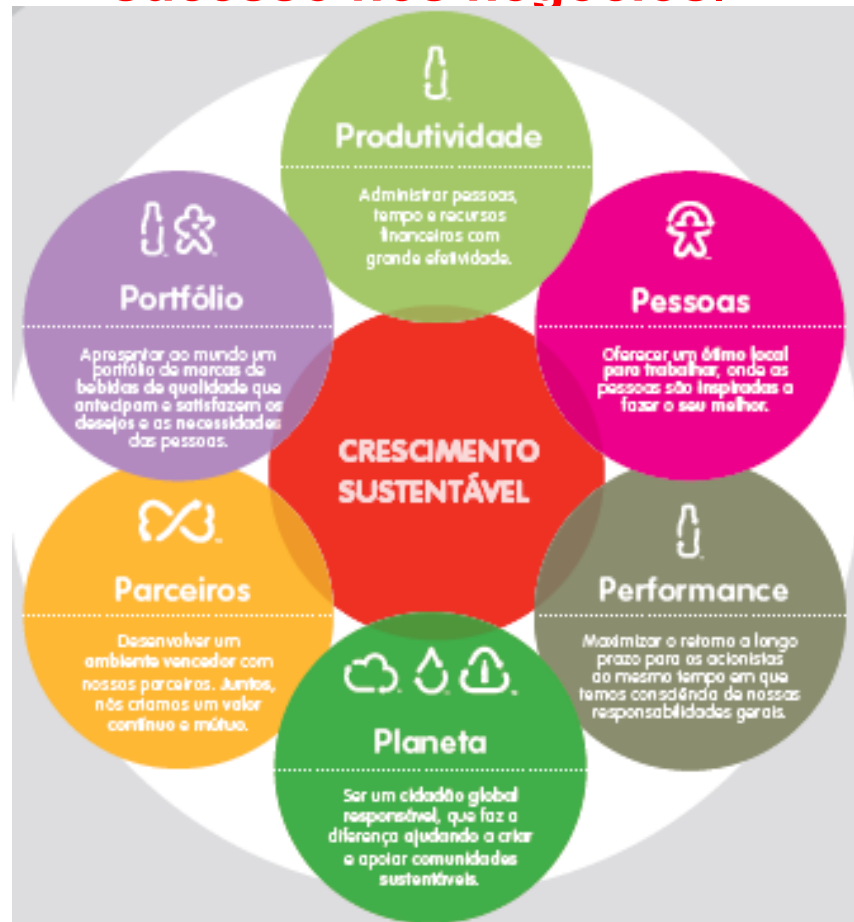 sucesso nos negócios.
Produtividade
Administrar pessoas,
tempo e recursos
financeiros com
grande efetividade.
Pessoas
Oferecer um ótimo local
para trabalhar, onde as
pessoas são inspiradas a
fazer o seu melhor.
Performance
Maximizar o retorno a longo
prazo para os acionistas
ao mesmo tempo em que
temos consciência de nossas
responsabilidades gerais.
Planeta
Ser um cidadão global
responsável, que faz a
diferença ajudando a criar
e apoiar comunidades
sustentáveis.
Parceiros
Desenvolver um
ambiente vencedor com
nossos parceiros. Juntos,
nós criamos um valor
contínuo e mútuo.
Portfólio
Apresentar ao mundo um
portfólio de marcas de
bebidas de qualidade que
antecipam e satisfazem os
desejos e as necessidades
das pessoas.
CRESCIMENTO
SUSTENTÁVEL